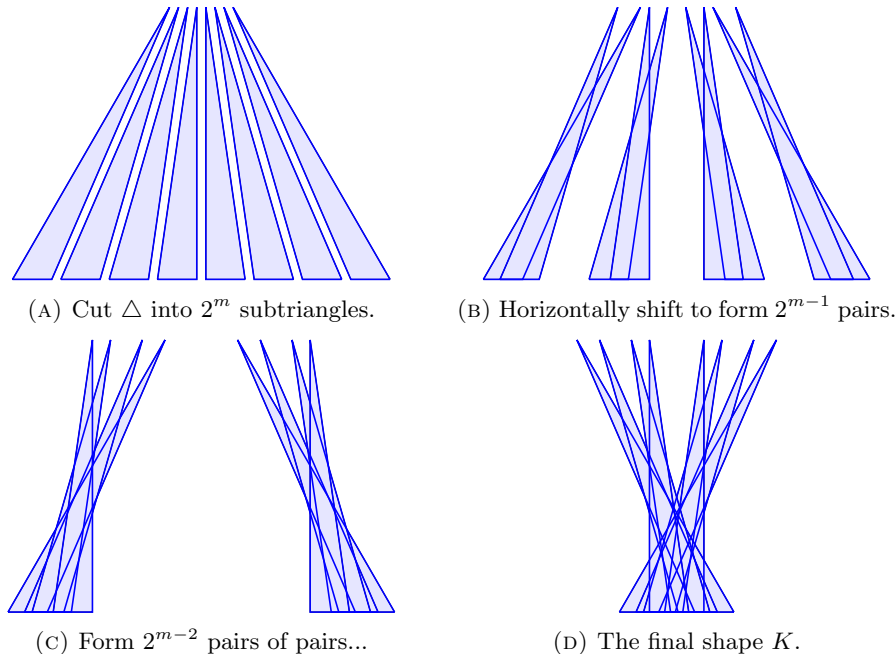 (A) Cut △ into 2^m subtriangles.
(B) Horizontally shift to form 2^{m−1} pairs.
(C) Form 2^{m−2} pairs of pairs...
(D) The final shape K.